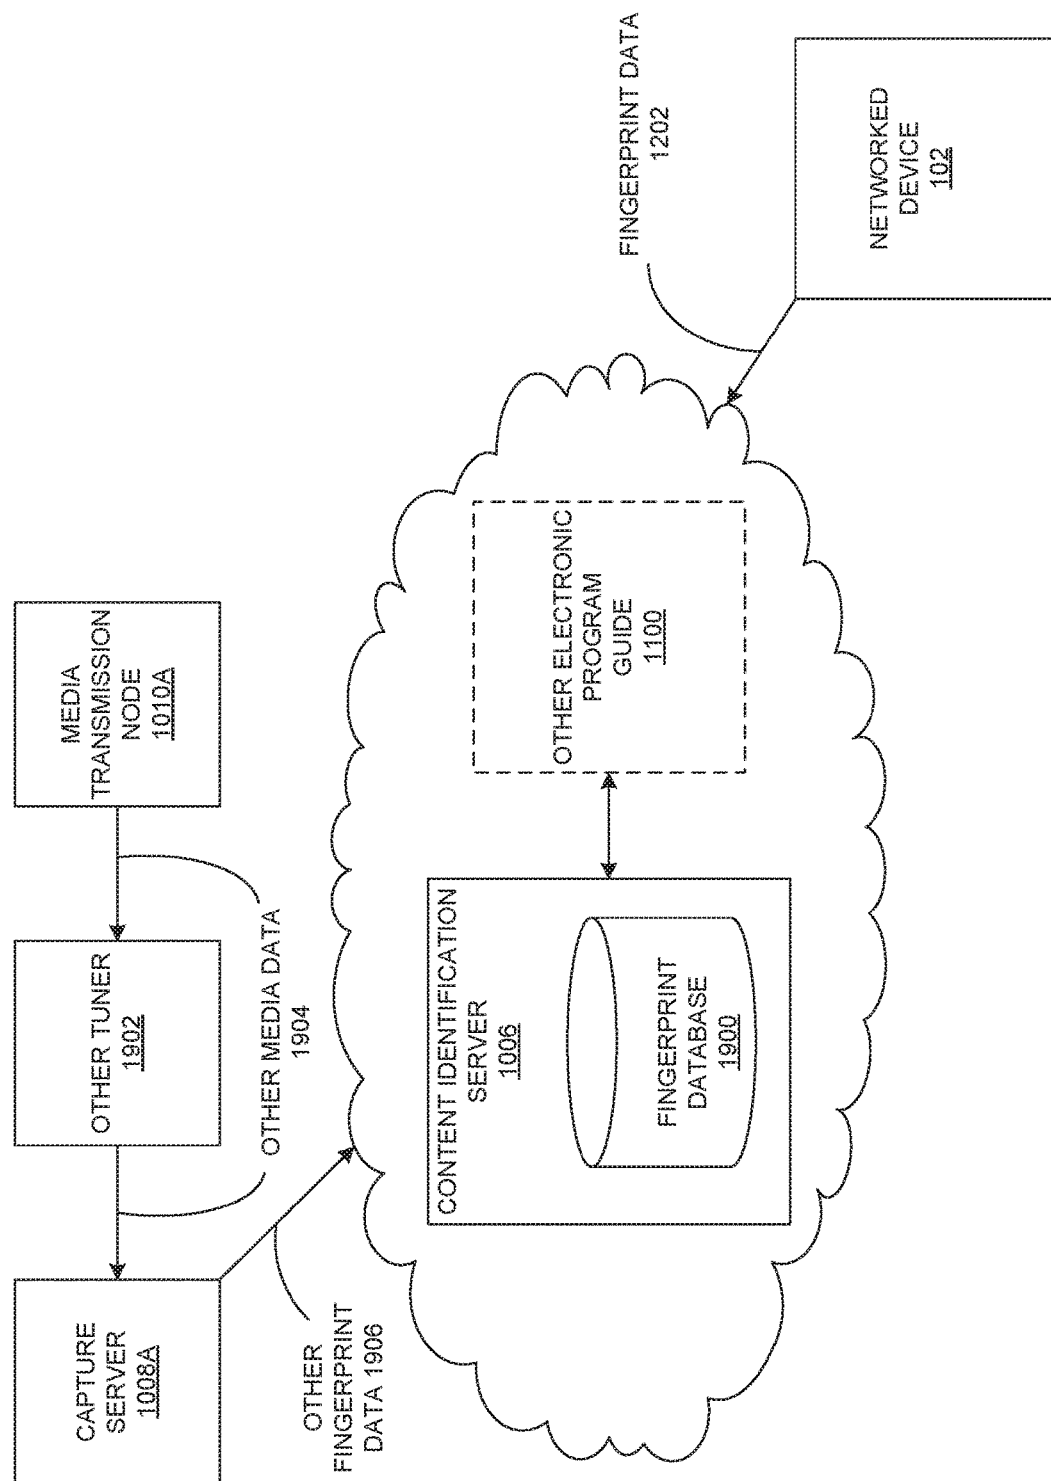 CAPTURE
SERVER
1008A
OTHER TUNER
1902
MEDIA
TRANSMISSION
NODE
1010A
OTHER MEDIA DATA
1904
OTHER
FINGERPRINT
DATA 1906
CONTENT IDENTIFICATION
SERVER
1006
FINGERPRINT
DATABASE
1900
OTHER ELECTRONIC
PROGRAM
GUIDE
1100
FINGERPRINT DATA
1202
NETWORKED
DEVICE
102